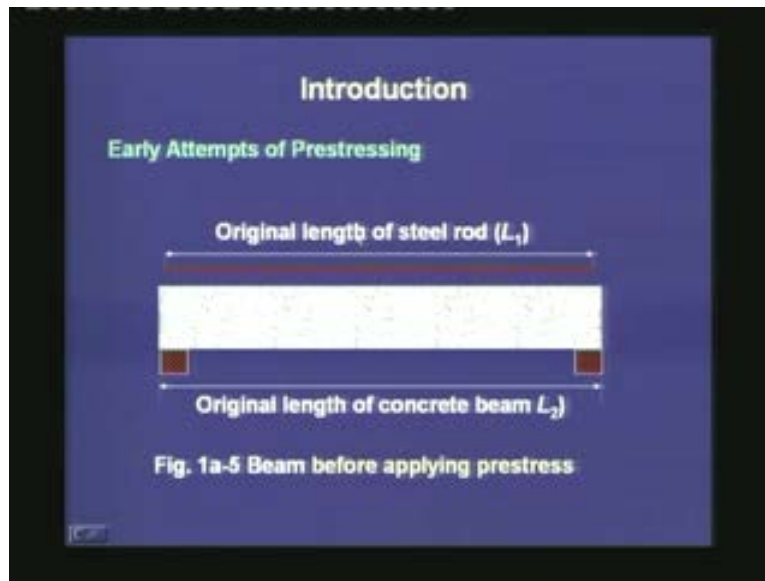 Introduction
Early Attempts of Prestressing
Original length of steel rod (L₁)
Original length of concrete beam L₂)
Fig. 1a-5 Beam before applying prestress